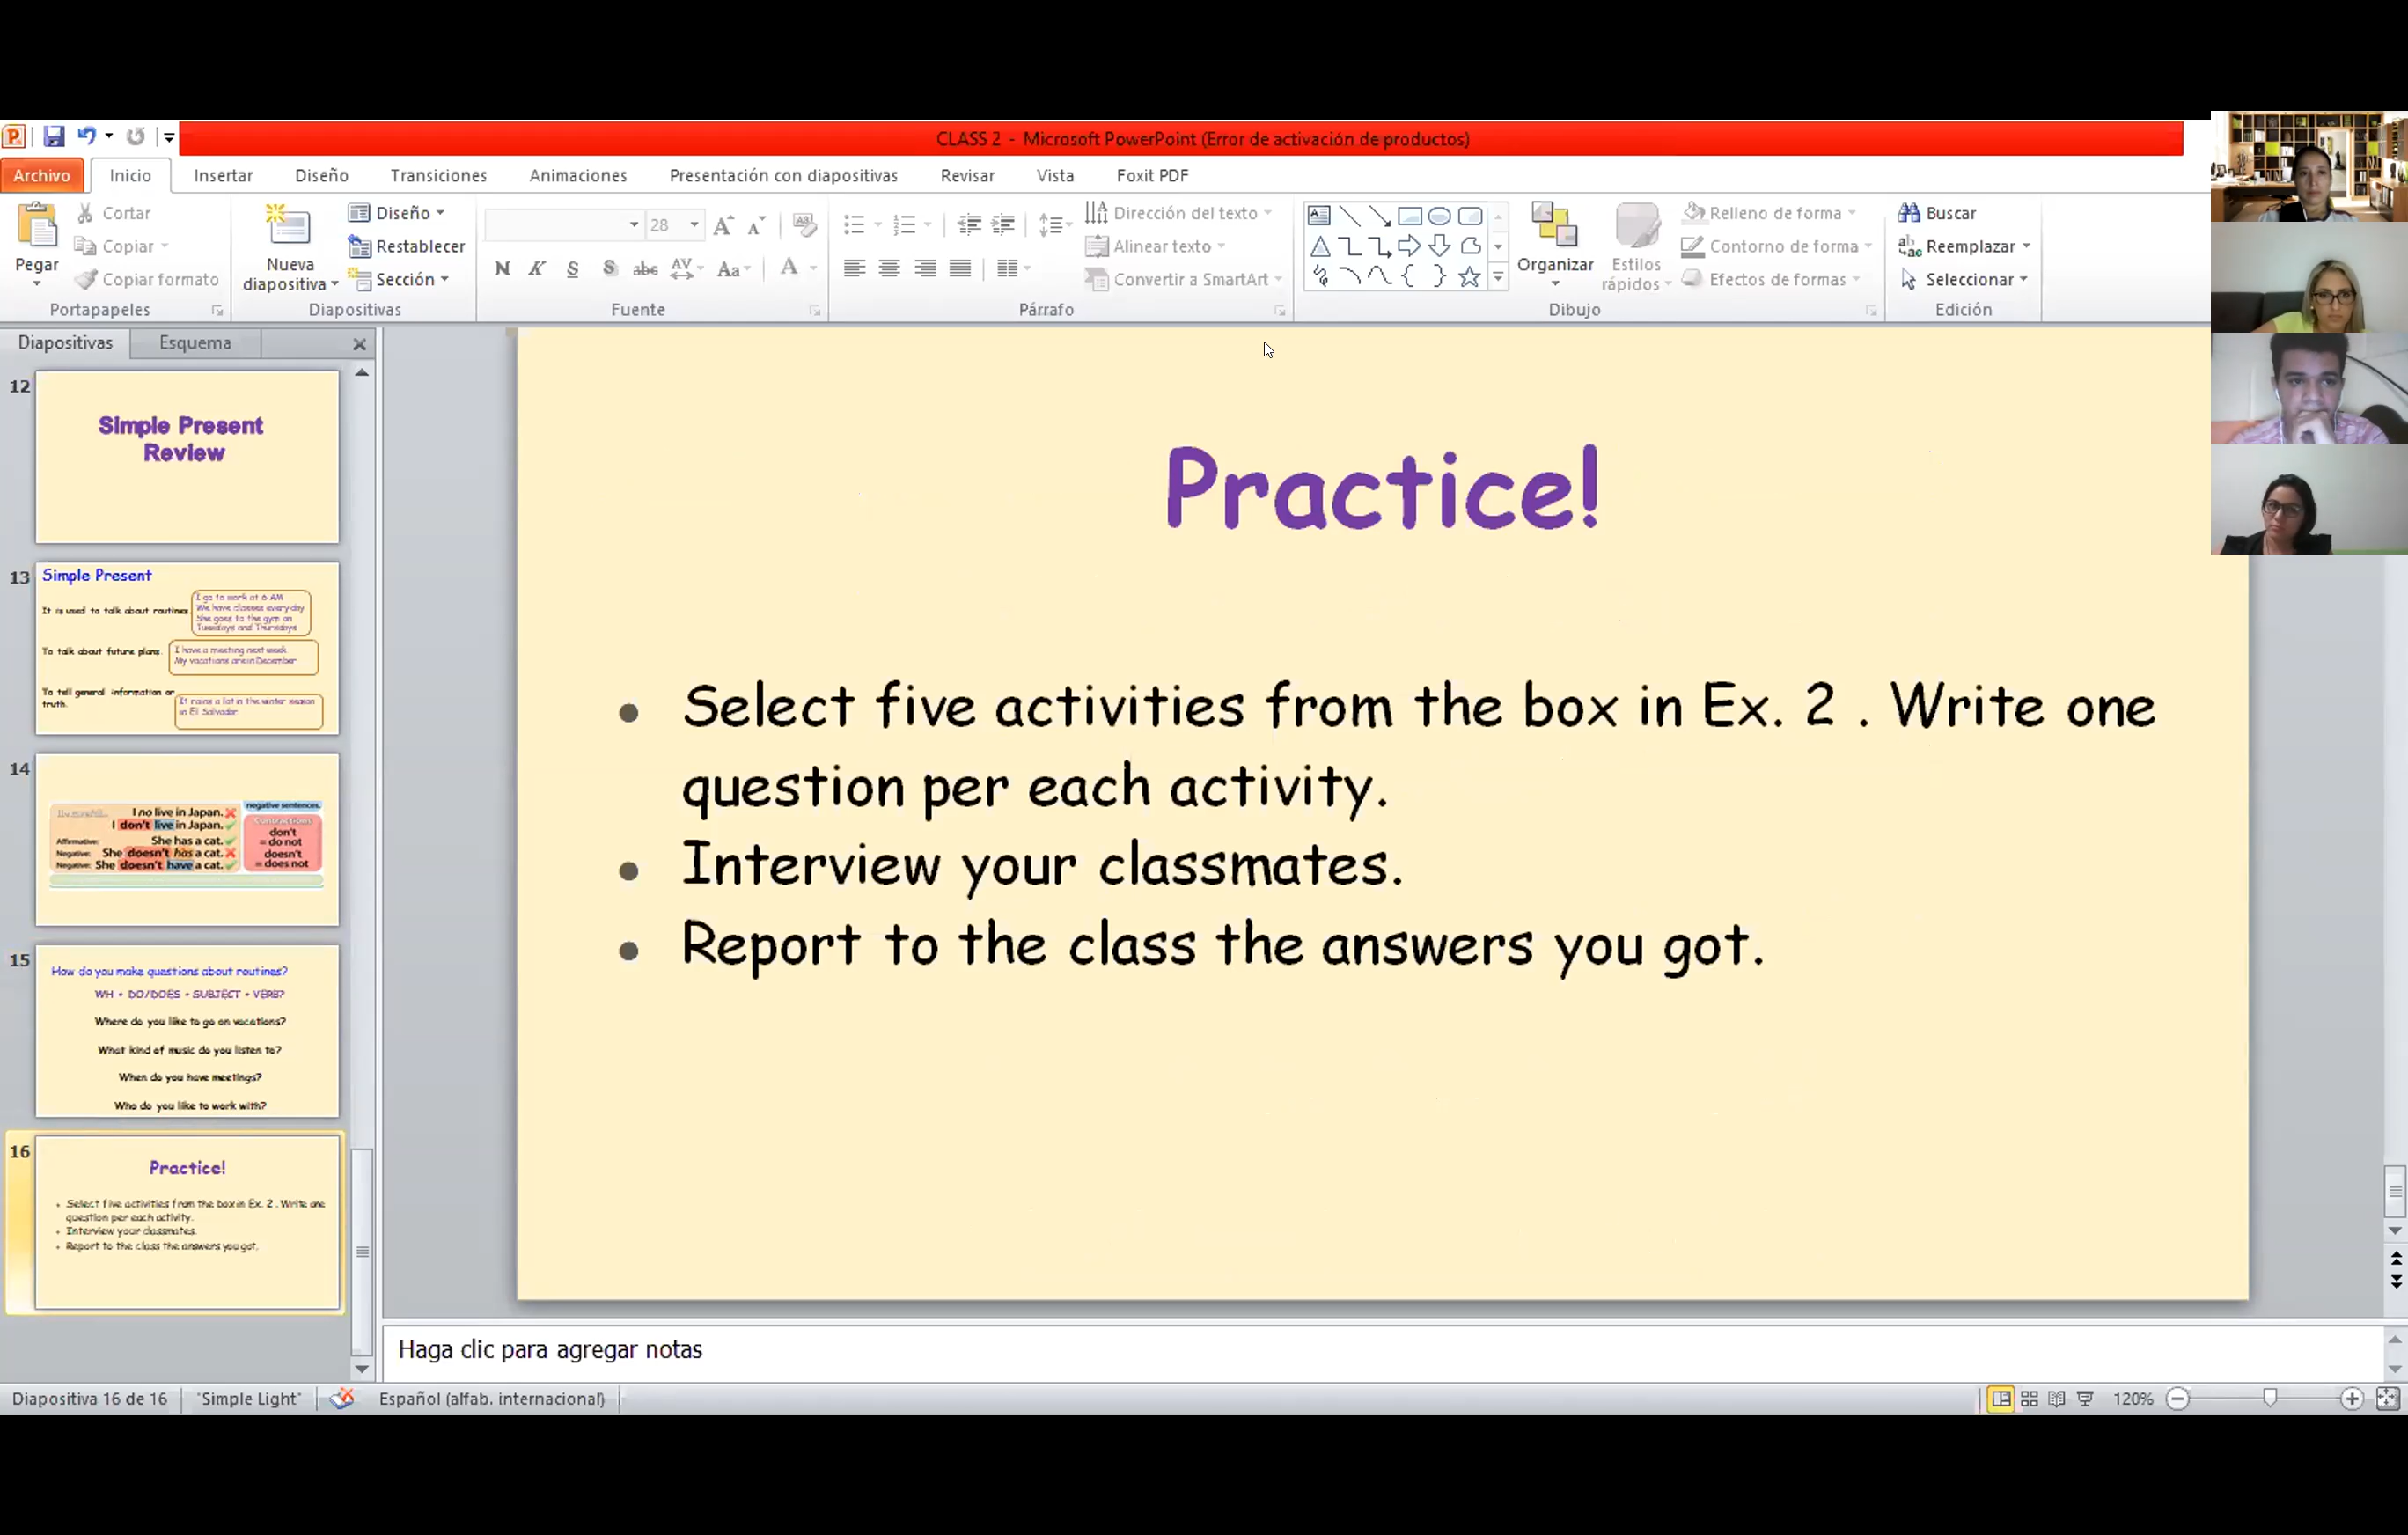 CLASS 2 - Microsoft PowerPoint (Error de activación de productos)
Archivo
Inicio
Insertar
Diseño
Transiciones
Animaciones
Presentación con diapositivas
Revisar
Vista
Foxit PDF
Pegar
Cortar
Copiar
Copiar formato
Portapapeles
Nueva
diapositiva
Diseño
Restablecer
Sección
Diapositivas
28
N K S S abc AV Aa A
Fuente
Dirección del texto
Alinear texto
Convertir a SmartArt
Párrafo
Organizar
Estilos
rápidos
Relleno de forma
Contorno de forma
Efectos de formas
Dibujo
Buscar
Reemplazar
Seleccionar
Edición
Diapositivas
Esquema
12
Simple Present
Review
13
Simple Present
It is used to talk about routines.
I go to work at 6 AM
We have classes every day
She goes to the gym on
Tuesdays and Thursdays
To talk about future plans.
I have a meeting next week
My vacations are in December
To tell general information or
truth.
It rains a lot in the winter season
in El Salvador
14
I no live in Japan.
I don't live in Japan.
Affirmative: She has a cat.
Negative: She doesn't has a cat.
Negative: She doesn't have a cat.
negative sentences.
Contractions
don't
= do not
doesn't
= does not
15
How do you make questions about routines?
WH + DO/DOES + SUBJECT + VERB?
Where do you like to go on vacations?
What kind of music do you listen to?
When do you have meetings?
Who do you like to work with?
16
Practice!
• Select five activities from the box in Ex. 2 . Write one
question per each activity.
• Interview your classmates.
• Report to the class the answers you got.
Practice!
• Select five activities from the box in Ex. 2 . Write one
question per each activity.
• Interview your classmates.
• Report to the class the answers you got.
Haga clic para agregar notas
Diapositiva 16 de 16
"Simple Light"
Español (alfab. internacional)
120%